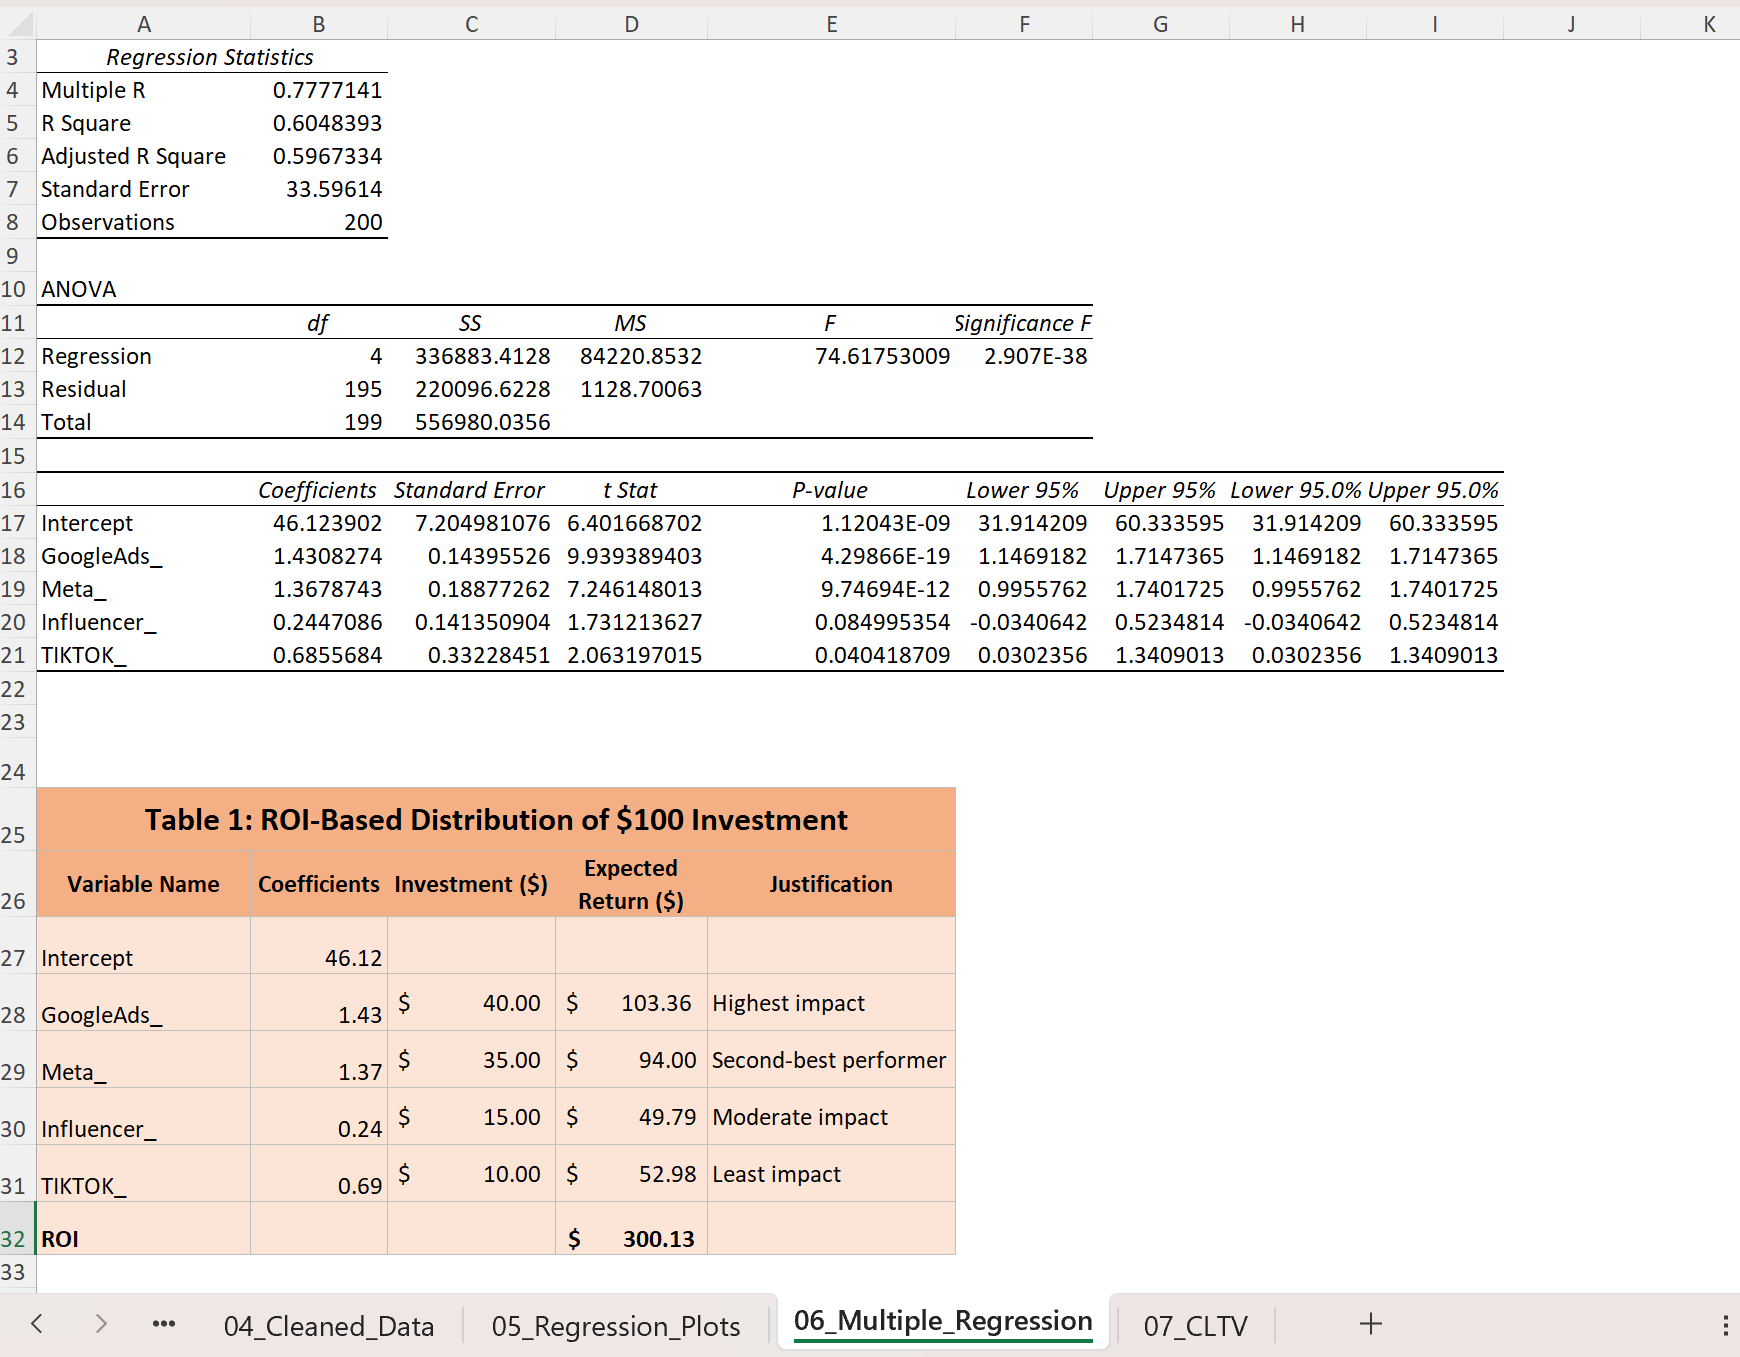 A B C D E F G H I J K
3 Regression Statistics
4 Multiple R 0.7777141
5 R Square 0.6048393
6 Adjusted R Square 0.5967334
7 Standard Error 33.59614
8 Observations 200
9
10 ANOVA
11 df SS MS F Significance F
12 Regression 4 336883.4128 84220.8532 74.61753009 2.907E-38
13 Residual 195 220096.6228 1128.70063
14 Total 199 556980.0356
15
16 Coefficients Standard Error t Stat P-value Lower 95% Upper 95% Lower 95.0% Upper 95.0%
17 Intercept 46.123902 7.204981076 6.401668702 1.12043E-09 31.914209 60.333595 31.914209 60.333595
18 GoogleAds_ 1.4308274 0.14395526 9.939389403 4.29866E-19 1.1469182 1.7147365 1.1469182 1.7147365
19 Meta_ 1.3678743 0.18877262 7.246148013 9.74694E-12 0.9955762 1.7401725 0.9955762 1.7401725
20 Influencer_ 0.2447086 0.141350904 1.731213627 0.084995354 -0.0340642 0.5234814 -0.0340642 0.5234814
21 TIKTOK_ 0.6855684 0.33228451 2.063197015 0.040418709 0.0302356 1.3409013 0.0302356 1.3409013
22
23
24
25 Table 1: ROI-Based Distribution of $100 Investment
26 Variable Name Coefficients Investment ($) Expected Return ($) Justification
27 Intercept 46.12
28 GoogleAds_ 1.43 $ 40.00 $ 103.36 Highest impact
29 Meta_ 1.37 $ 35.00 $ 94.00 Second-best performer
30 Influencer_ 0.24 $ 15.00 $ 49.79 Moderate impact
31 TIKTOK_ 0.69 $ 10.00 $ 52.98 Least impact
32 ROI $ 300.13
33
04_Cleaned_Data 05_Regression_Plots 06_Multiple_Regression 07_CLTV